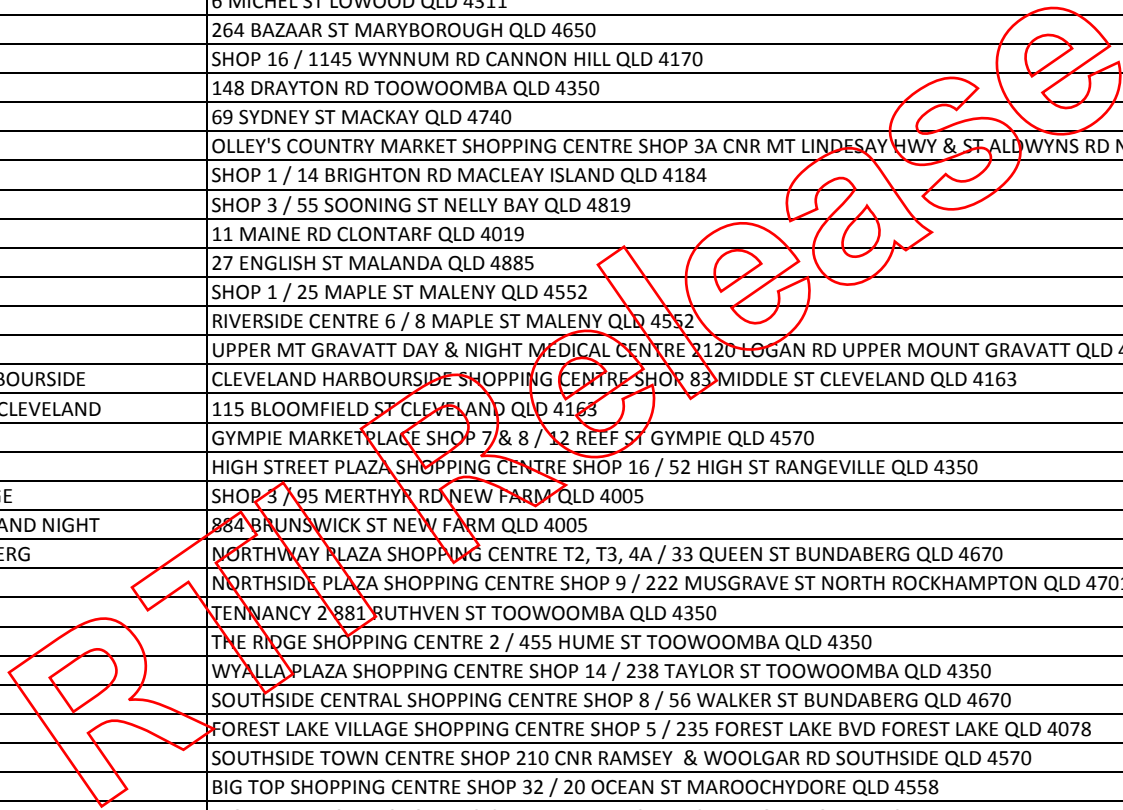 6 MICHEL ST LOWOOD QLD 4311
264 BAZAAR ST MARYBOROUGH QLD 4650
SHOP 16 / 1145 WYNNUM RD CANNON HILL QLD 4170
148 DRAYTON RD TOOWOOMBA QLD 4350
69 SYDNEY ST MACKAY QLD 4740
OLLEY'S COUNTRY MARKET SHOPPING CENTRE SHOP 3A CNR MT LINDESAY HWY & ST ALDWYNS RD N
SHOP 1 / 14 BRIGHTON RD MACLEAY ISLAND QLD 4184
SHOP 3 / 55 SOONING ST NELLY BAY QLD 4819
11 MAINE RD CLONTARF QLD 4019
27 ENGLISH ST MALANDA QLD 4885
SHOP 1 / 25 MAPLE ST MALENY QLD 4552
RIVERSIDE CENTRE 6 / 8 MAPLE ST MALENY QLD 4552
UPPER MT GRAVATT DAY & NIGHT MEDICAL CENTRE 2120 LOGAN RD UPPER MOUNT GRAVATT QLD 4
BOURSIDE CLEVELAND HARBOURSIDE SHOPPING CENTRE SHOP 83 MIDDLE ST CLEVELAND QLD 4163
CLEVELAND 115 BLOOMFIELD ST CLEVELAND QLD 4163
GYMPIE MARKETPLACE SHOP 7 & 8 / 12 REEF ST GYMPIE QLD 4570
HIGH STREET PLAZA SHOPPING CENTRE SHOP 16 / 52 HIGH ST RANGEVILLE QLD 4350
GE SHOP 3 / 95 MERTHYR RD NEW FARM QLD 4005
AND NIGHT 884 BRUNSWICK ST NEW FARM QLD 4005
ERG NORTHWAY PLAZA SHOPPING CENTRE T2, T3, 4A / 33 QUEEN ST BUNDABERG QLD 4670
NORTHSIDE PLAZA SHOPPING CENTRE SHOP 9 / 222 MUSGRAVE ST NORTH ROCKHAMPTON QLD 4701
TENNANCY 2 881 RUTHVEN ST TOOWOOMBA QLD 4350
THE RIDGE SHOPPING CENTRE 2 / 455 HUME ST TOOWOOMBA QLD 4350
WYALLA PLAZA SHOPPING CENTRE SHOP 14 / 238 TAYLOR ST TOOWOOMBA QLD 4350
SOUTHSIDE CENTRAL SHOPPING CENTRE SHOP 8 / 56 WALKER ST BUNDABERG QLD 4670
FOREST LAKE VILLAGE SHOPPING CENTRE SHOP 5 / 235 FOREST LAKE BVD FOREST LAKE QLD 4078
SOUTHSIDE TOWN CENTRE SHOP 210 CNR RAMSEY & WOOLGAR RD SOUTHSIDE QLD 4570
BIG TOP SHOPPING CENTRE SHOP 32 / 20 OCEAN ST MAROOCHYDORE QLD 4558
RTI Release